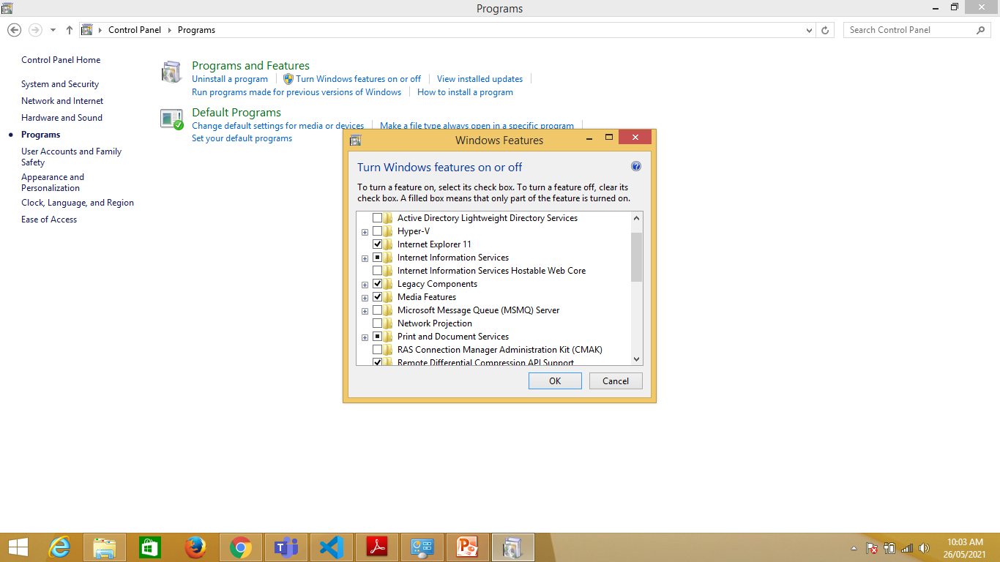 Programs
Control Panel
Programs
Search Control Panel
Control Panel Home
System and Security
Network and Internet
Hardware and Sound
Programs
User Accounts and Family
Safety
Appearance and
Personalization
Clock, Language, and Region
Ease of Access
Programs and Features
Uninstall a program
Turn Windows features on or off
View installed updates
Run programs made for previous versions of Windows
How to install a program
Default Programs
Change default settings for media or devices
Make a file type always open in a specific program
Set your default programs
Windows Features
Turn Windows features on or off
To turn a feature on, select its check box. To turn a feature off, clear its
check box. A filled box means that only part of the feature is turned on.
Active Directory Lightweight Directory Services
Hyper-V
Internet Explorer 11
Internet Information Services
Internet Information Services Hostable Web Core
Legacy Components
Media Features
Microsoft Message Queue (MSMQ) Server
Network Projection
Print and Document Services
RAS Connection Manager Administration Kit (CMAK)
Remote Differential Compression API Support
OK
Cancel
10:03 AM
26/05/2021